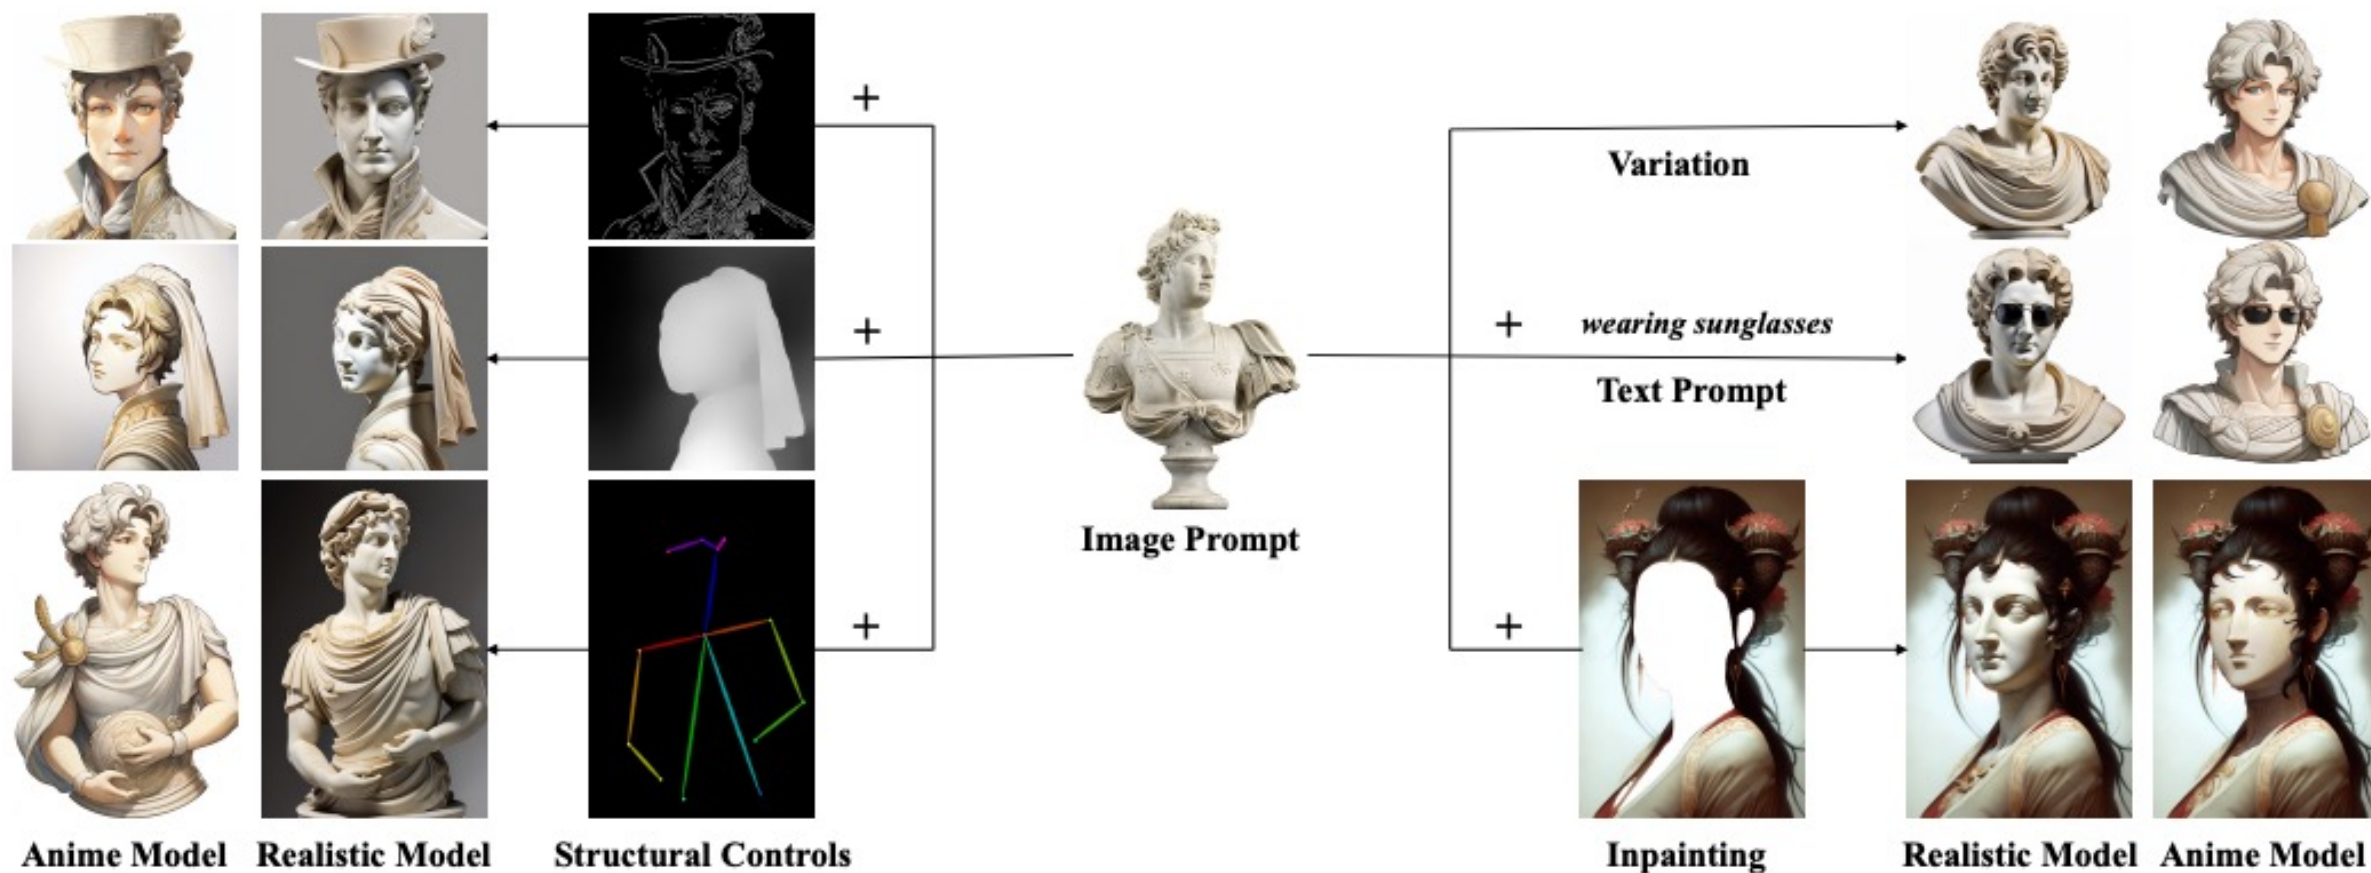 +
+
Variation
+
+
wearing sunglasses
Text Prompt
Image Prompt
+
+
Anime Model
Realistic Model
Structural Controls
Inpainting
Realistic Model
Anime Model